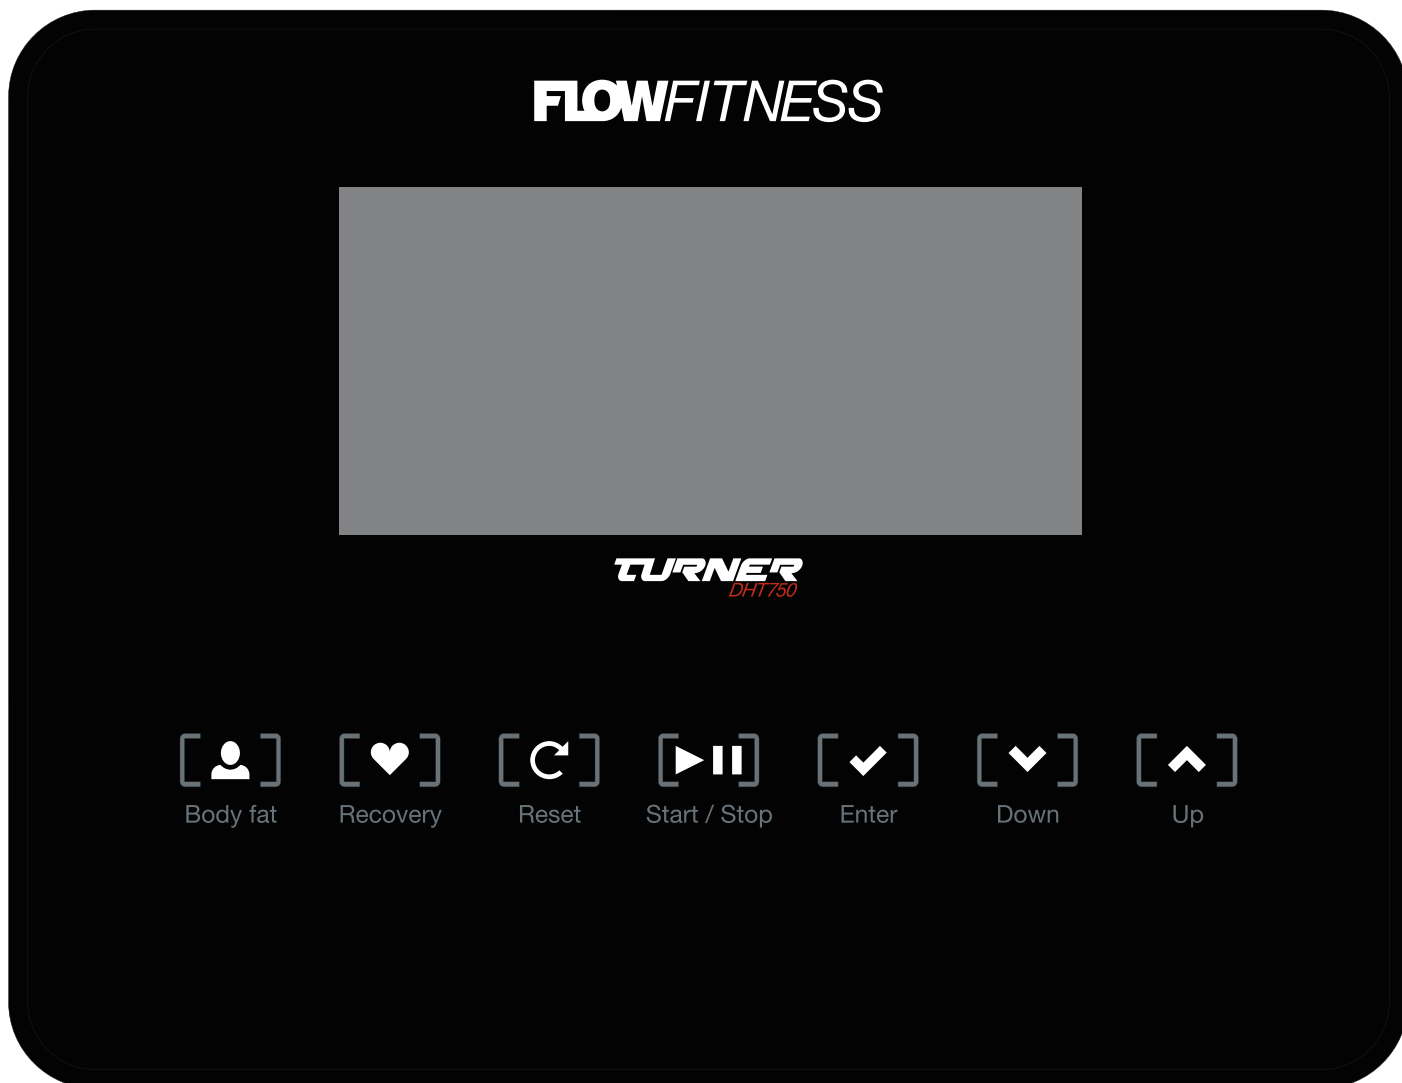 FLOWFITNESS
TURNER
DHT750
Body fat
Recovery
Reset
Start / Stop
Enter
Down
Up